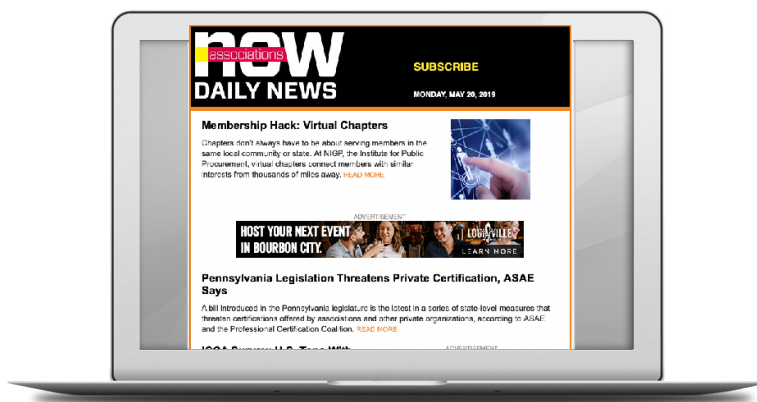 now
associations
DAILY NEWS
SUBSCRIBE
MONDAY, MAY 20, 2019
Membership Hack: Virtual Chapters
Chapters don't always have to be about serving members in the
same local community or state. At NIGP, the Institute for Public
Procurement, virtual chapters connect members with similar
interests from thousands of miles away. READ MORE
ADVERTISEMENT
HOST YOUR NEXT EVENT
IN BOURBON CITY.
LOUISVILLE
LEARN MORE
Pennsylvania Legislation Threatens Private Certification, ASAE
Says
A bill introduced in the Pennsylvania legislature is the latest in a series of state-level measures that
threaten certifications offered by associations and other private organizations, according to ASAE
and the Professional Certification Coalition. READ MORE
ADVERTISEMENT